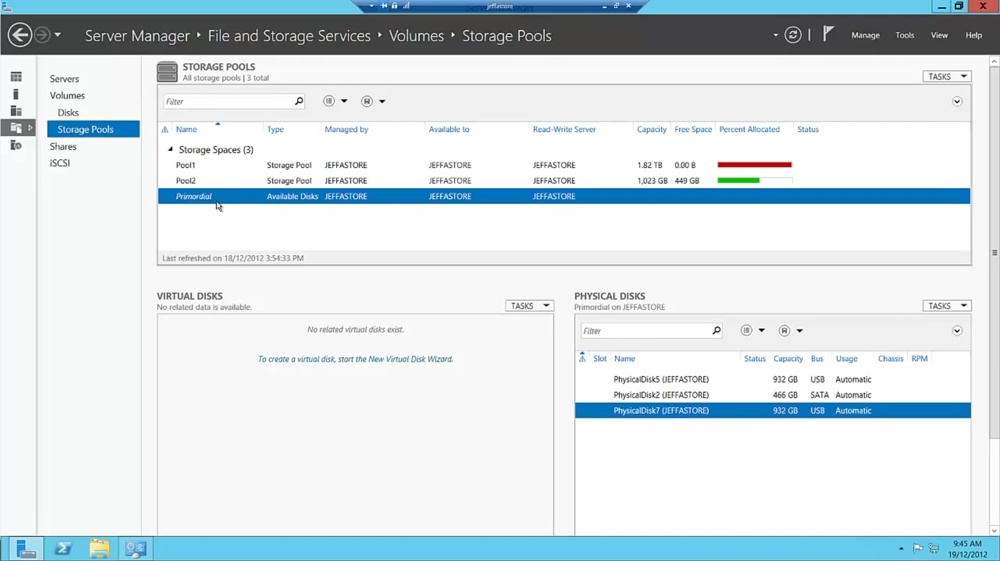 jeffastore
Server Manager ‣ File and Storage Services ‣ Volumes ‣ Storage Pools
Manage Tools View Help
Servers
Volumes
Disks
Storage Pools
Shares
iSCSI
STORAGE POOLS
All storage pools | 3 total
TASKS
Filter
Name Type Managed by Available to Read-Write Server Capacity Free Space Percent Allocated Status
Storage Spaces (3)
Pool1 Storage Pool JEFFASTORE JEFFASTORE JEFFASTORE 1.82 TB 0.00 B
Pool2 Storage Pool JEFFASTORE JEFFASTORE JEFFASTORE 1,023 GB 449 GB
Primordial Available Disks JEFFASTORE JEFFASTORE JEFFASTORE
Last refreshed on 18/12/2012 3:54:33 PM
VIRTUAL DISKS
No related data is available.
TASKS
No related virtual disks exist.
To create a virtual disk, start the New Virtual Disk Wizard.
PHYSICAL DISKS
Primordial on JEFFASTORE
TASKS
Filter
Slot Name Status Capacity Bus Usage Chassis RPM
PhysicalDisk5 (JEFFASTORE) 932 GB USB Automatic
PhysicalDisk2 (JEFFASTORE) 466 GB SATA Automatic
PhysicalDisk7 (JEFFASTORE) 932 GB USB Automatic
9:45 AM
19/12/2012